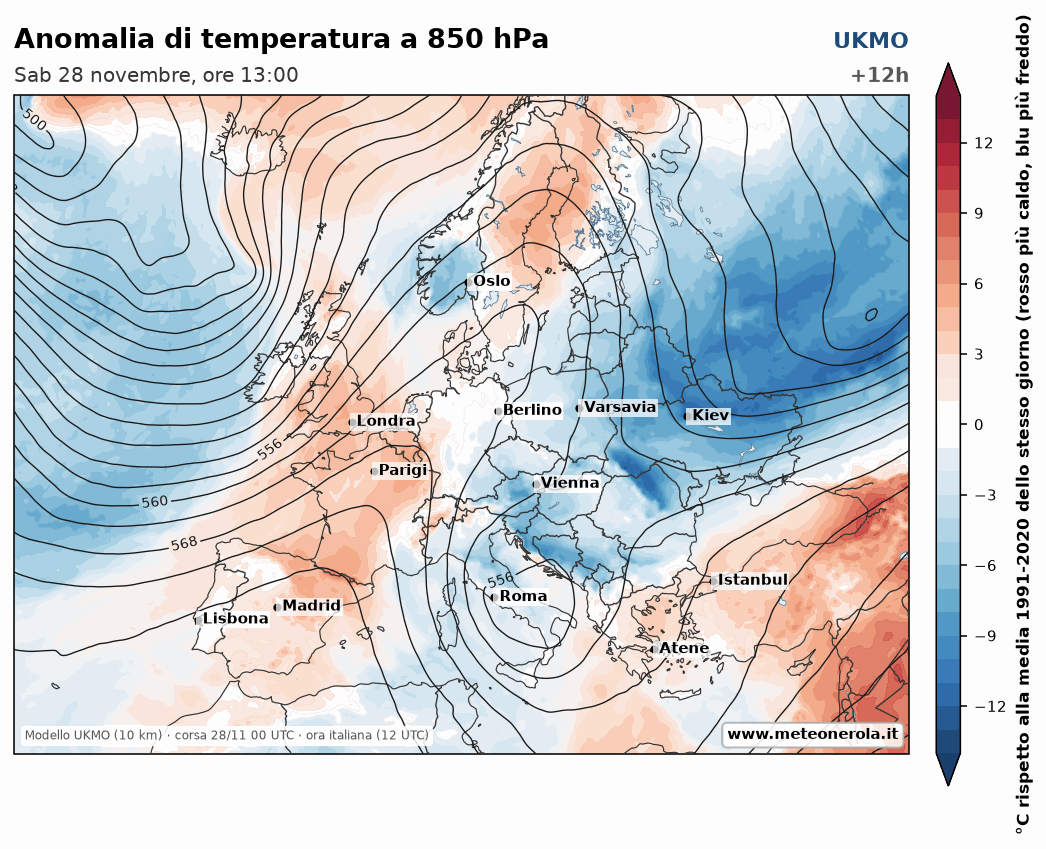 Anomalia di temperatura a 850 hPa
UKMO
Sab 28 novembre, ore 13:00
+12h
500
Oslo
Berlino
Varsavia
Kiev
Londra
556
Parigi
Vienna
560
568
556
Roma
Istanbul
Madrid
Lisbona
Atene
Modello UKMO (10 km) · corsa 28/11 00 UTC · ora italiana (12 UTC)
www.meteonerola.it
12
9
6
3
0
−3
−6
−9
−12
°C rispetto alla media 1991-2020 dello stesso giorno (rosso più caldo, blu più freddo)